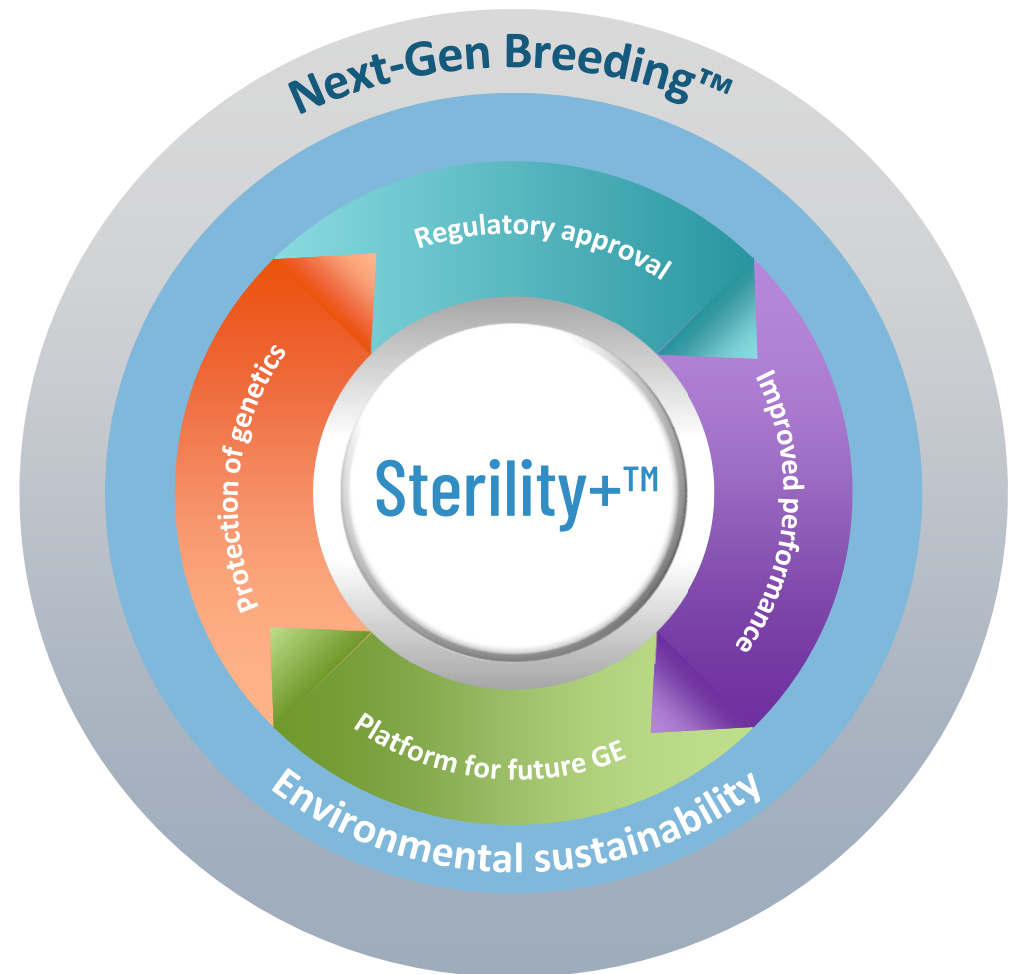 Next-Gen Breeding™
Regulatory approval
Improved performance
Protection of genetics
Sterility+™
Platform for future GE
Environmental sustainability